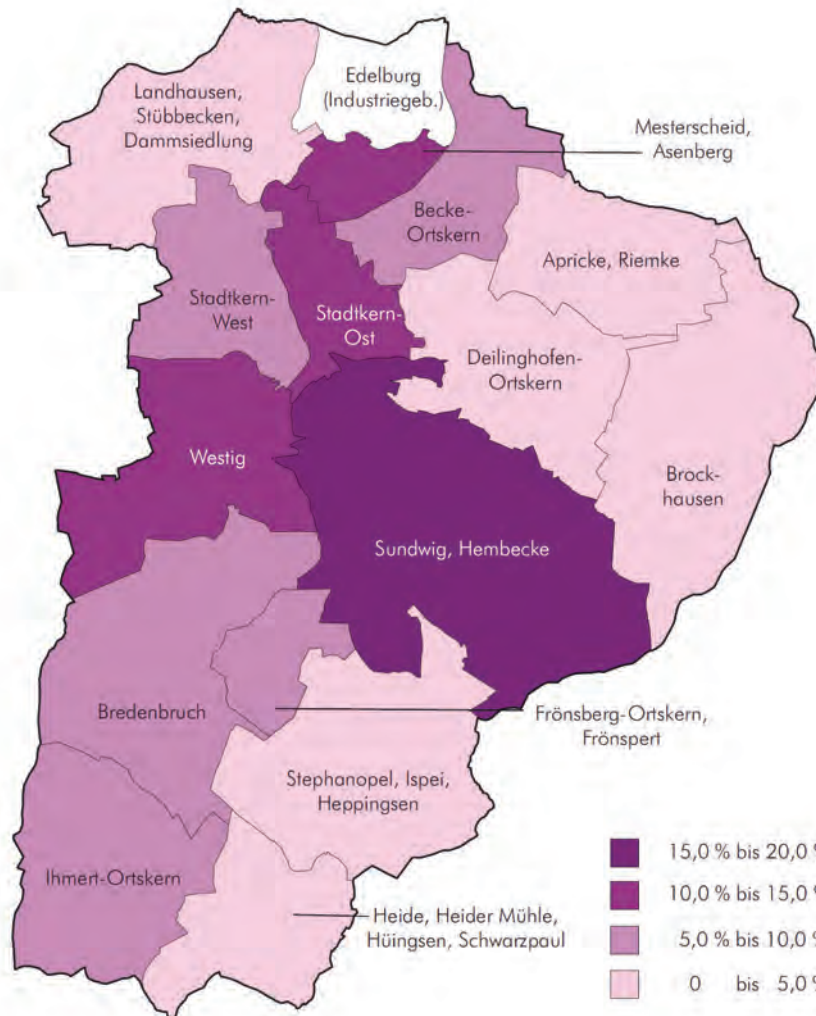 Landhausen,
Stübbecken,
Dammsiedlung
Edelburg
(Industriegeb.)
Mesterscheid,
Asenberg
Becke-
Ortskern
Apricke, Riemke
Stadtkern-
West
Stadtkern-
Ost
Deilinghofen-
Ortskern
Westig
Brock-
hausen
Sundwig, Hembecke
Bredenbruch
Frönsberg-Ortskern,
Frönspert
Stephanopel, Ispei,
Heppingsen
Ihmert-Ortskern
Heide, Heider Mühle,
Hüingsen, Schwarzpaul
15,0 % bis 20,0 %
10,0 % bis 15,0 %
5,0 % bis 10,0 %
0 bis 5,0 %